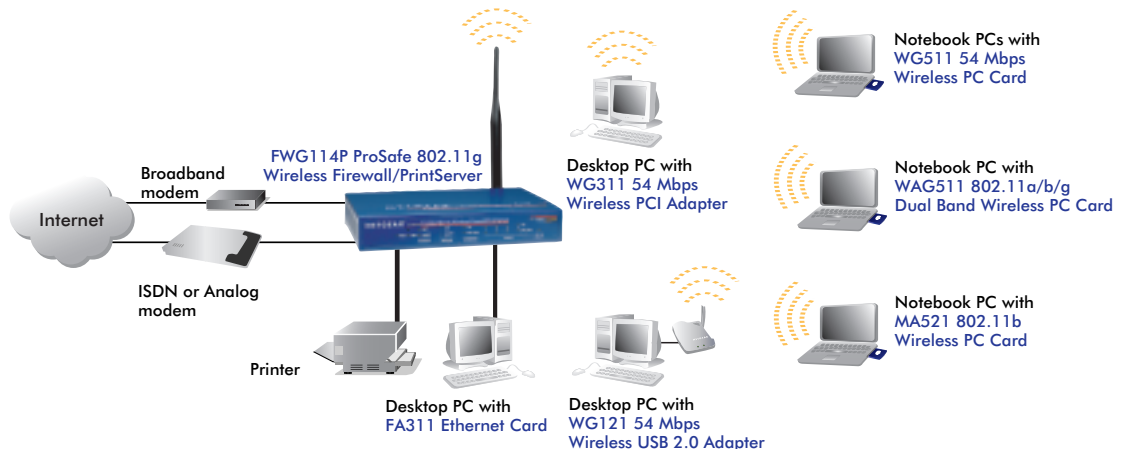 Notebook PCs with
WG511 54 Mbps
Wireless PC Card
FWG114P ProSafe 802.11g
Wireless Firewall/PrintServer
Broadband
modem
Desktop PC with
WG311 54 Mbps
Wireless PCI Adapter
Notebook PC with
WAG511 802.11a/b/g
Dual Band Wireless PC Card
Internet
NETGEAR
ISDN or Analog
modem
Notebook PC with
MA521 802.11b
Wireless PC Card
Printer
Desktop PC with
FA311 Ethernet Card
Desktop PC with
WG121 54 Mbps
Wireless USB 2.0 Adapter